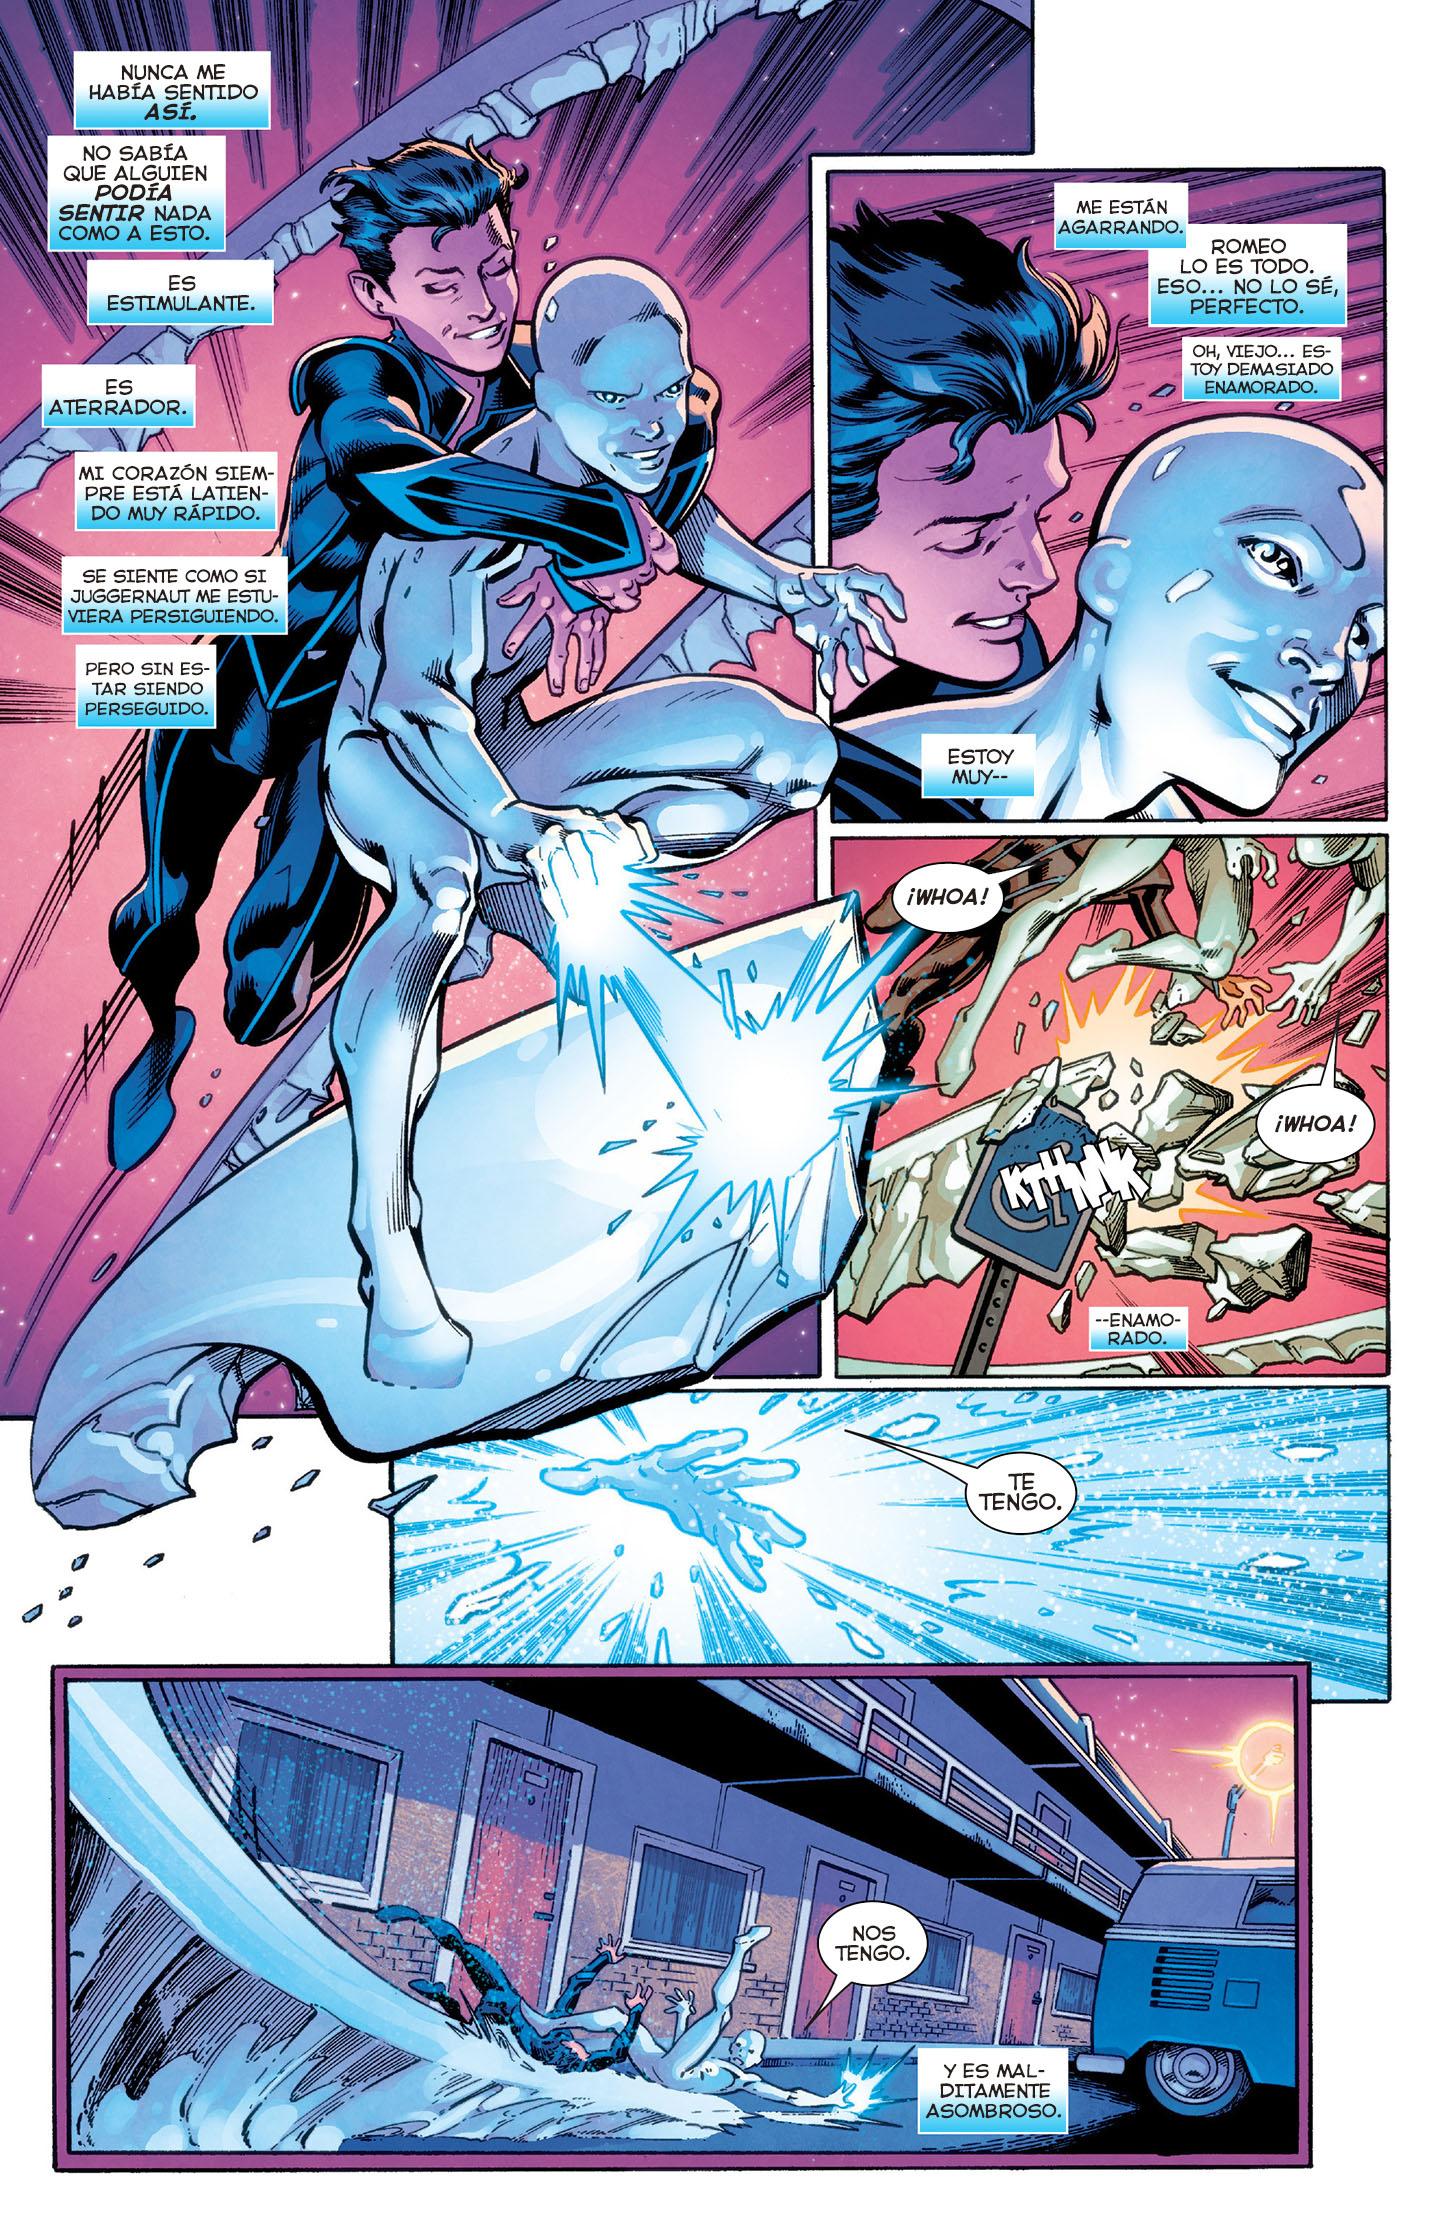 NUNCA ME
HABÍA SENTIDO
ASÍ.
NO SABÍA
QUE ALGUIEN
PODÍA
SENTIR NADA
COMO A ESTO.
ES
ESTIMULANTE.
ES
ATERRADOR.
MI CORAZÓN SIEM-
PRE ESTÁ LATIEN-
DO MUY RÁPIDO.
SE SIENTE COMO SI
JUGGERNAUT ME ESTU-
VIERA PERSIGUIENDO.
PERO SIN ES-
TAR SIENDO
PERSEGUIDO.
ME ESTÁN
AGARRANDO.
ROMEO
LO ES TODO.
ESO... NO LO SÉ,
PERFECTO.
OH, VIEJO... ES-
TOY DEMASIADO
ENAMORADO.
ESTOY
MUY--
¡WHOA!
KTHNNK
¡WHOA!
--ENAMO-
RADO.
TE
TENGO.
NOS
TENGO.
Y ES MAL-
DITAMENTE
ASOMBROSO.